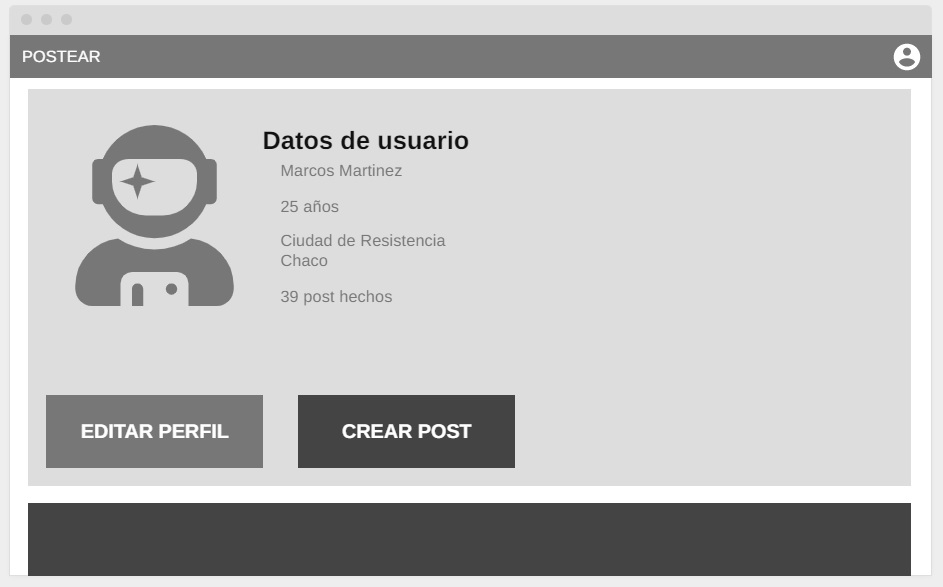 POSTEAR
Datos de usuario
Marcos Martinez
25 años
Ciudad de Resistencia
Chaco
39 post hechos
EDITAR PERFIL
CREAR POST